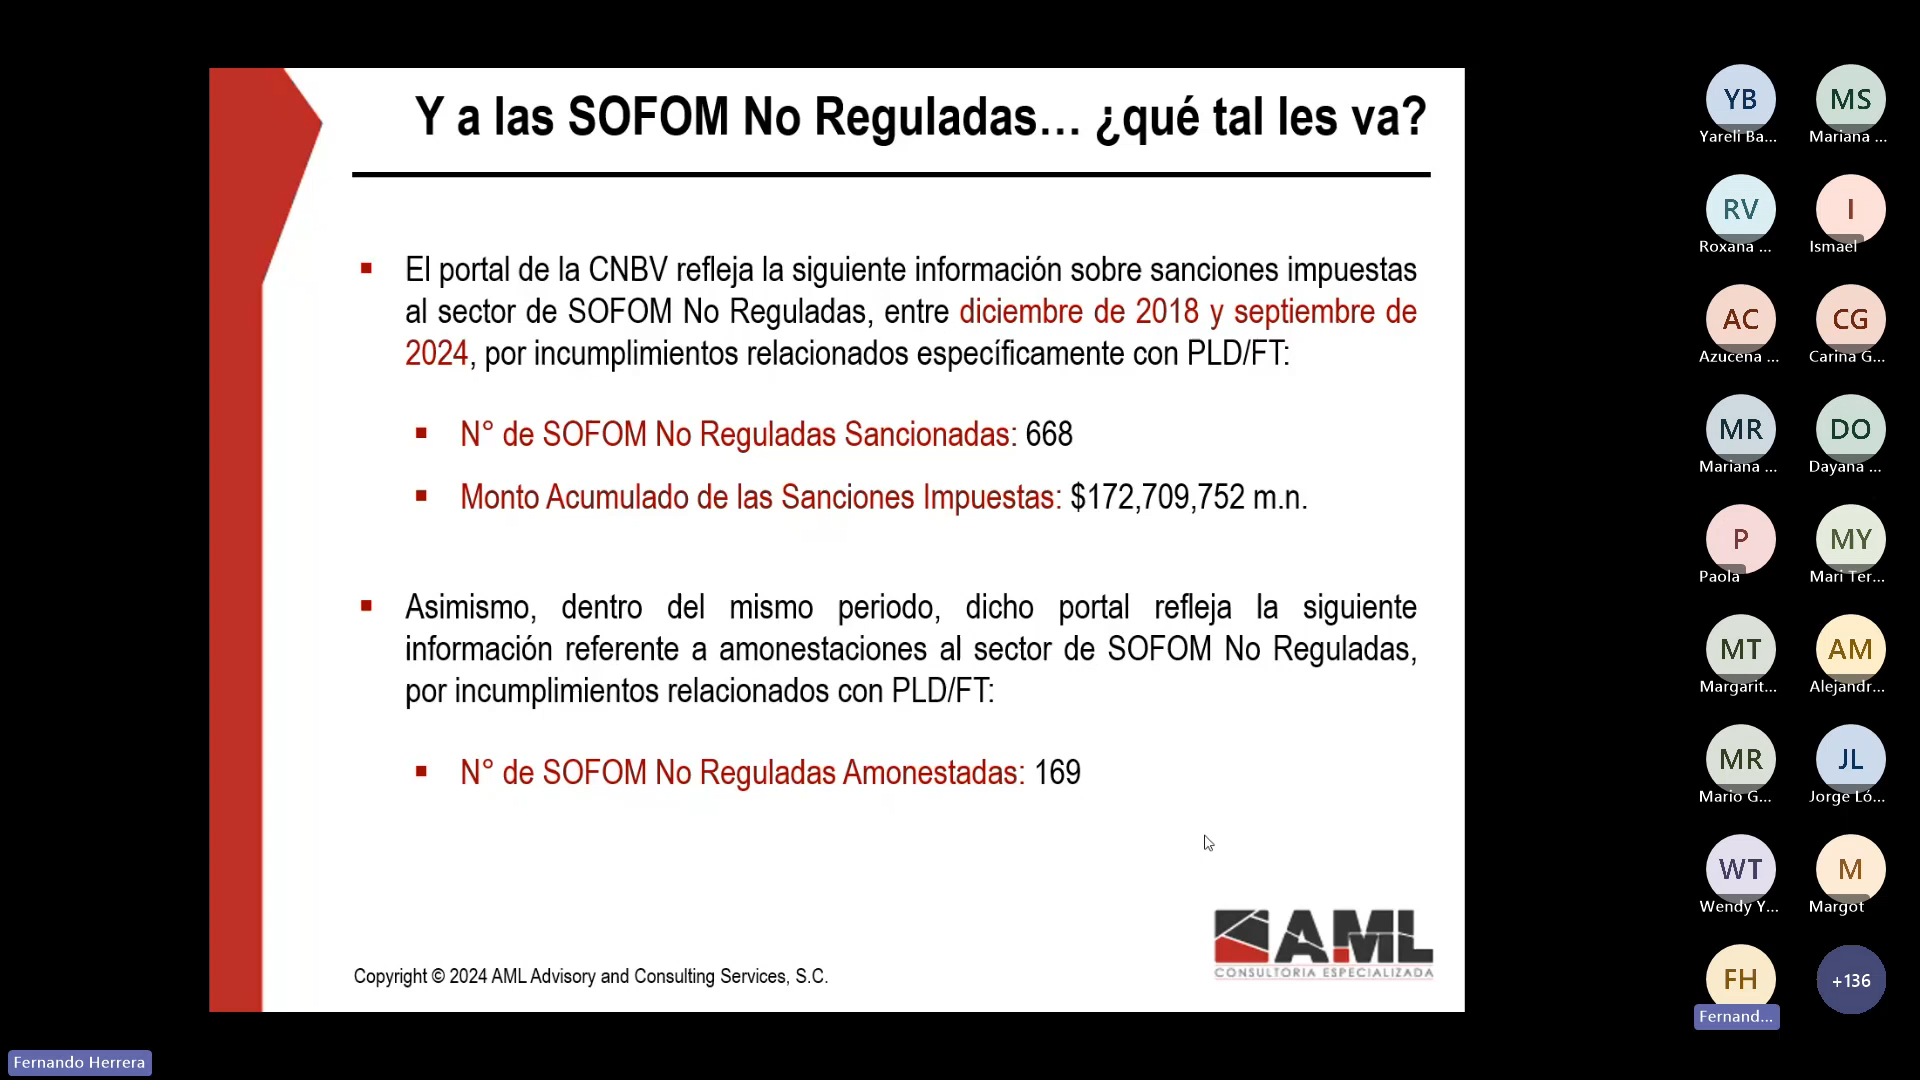 Y a las SOFOM No Reguladas… ¿qué tal les va?
▪ El portal de la CNBV refleja la siguiente información sobre sanciones impuestas
al sector de SOFOM No Reguladas, entre diciembre de 2018 y septiembre de
2024, por incumplimientos relacionados específicamente con PLD/FT:
▪ N° de SOFOM No Reguladas Sancionadas: 668
▪ Monto Acumulado de las Sanciones Impuestas: $172,709,752 m.n.
▪ Asimismo, dentro del mismo periodo, dicho portal refleja la siguiente
información referente a amonestaciones al sector de SOFOM No Reguladas,
por incumplimientos relacionados con PLD/FT:
▪ N° de SOFOM No Reguladas Amonestadas: 169
AML
CONSULTORIA ESPECIALIZADA
Copyright © 2024 AML Advisory and Consulting Services, S.C.
YB
Yareli Ba...
MS
Mariana ...
RV
Roxana ...
I
Ismael
AC
Azucena ...
CG
Carina G...
MR
Mariana ...
DO
Dayana ...
P
Paola
MY
Mari Ter...
MT
Margarit...
AM
Alejandr...
MR
Mario G...
JL
Jorge Ló...
WT
Wendy Y...
M
Margot
FH
Fernand...
+136
Fernando Herrera